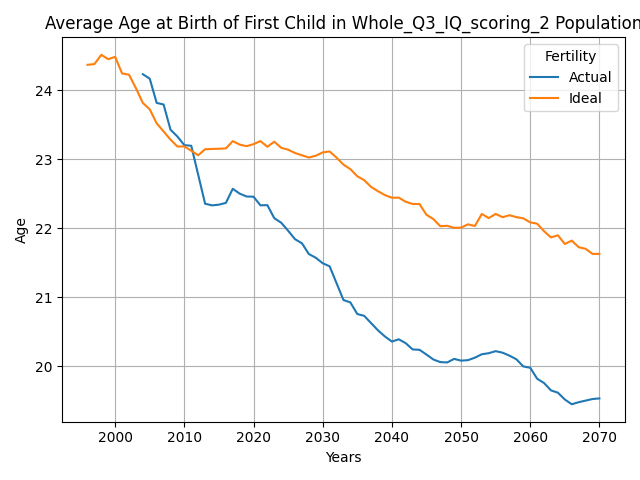 Average Age at Birth of First Child in Whole_Q3_IQ_scoring_2 Population
Fertility
Actual
Ideal
Age
24
23
22
21
20
2000 2010 2020 2030 2040 2050 2060 2070
Years